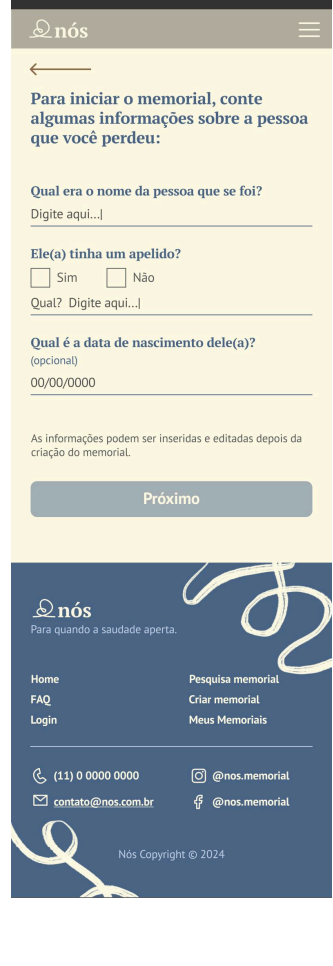 nós
Para iniciar o memorial, conte
algumas informações sobre a pessoa
que você perdeu:
Qual era o nome da pessoa que se foi?
Digite aqui...|
Ele(a) tinha um apelido?
Sim Não
Qual? Digite aqui...|
Qual é a data de nascimento dele(a)?
(opcional)
00/00/0000
As informações podem ser inseridas e editadas depois da
criação do memorial.
Próximo
nós
Para quando a saudade aperta.
Home
FAQ
Login
Pesquisa memorial
Criar memorial
Meus Memoriais
(11) 0 0000 0000
contato@nos.com.br
@nos.memorial
@nos.memorial
Nós Copyright © 2024